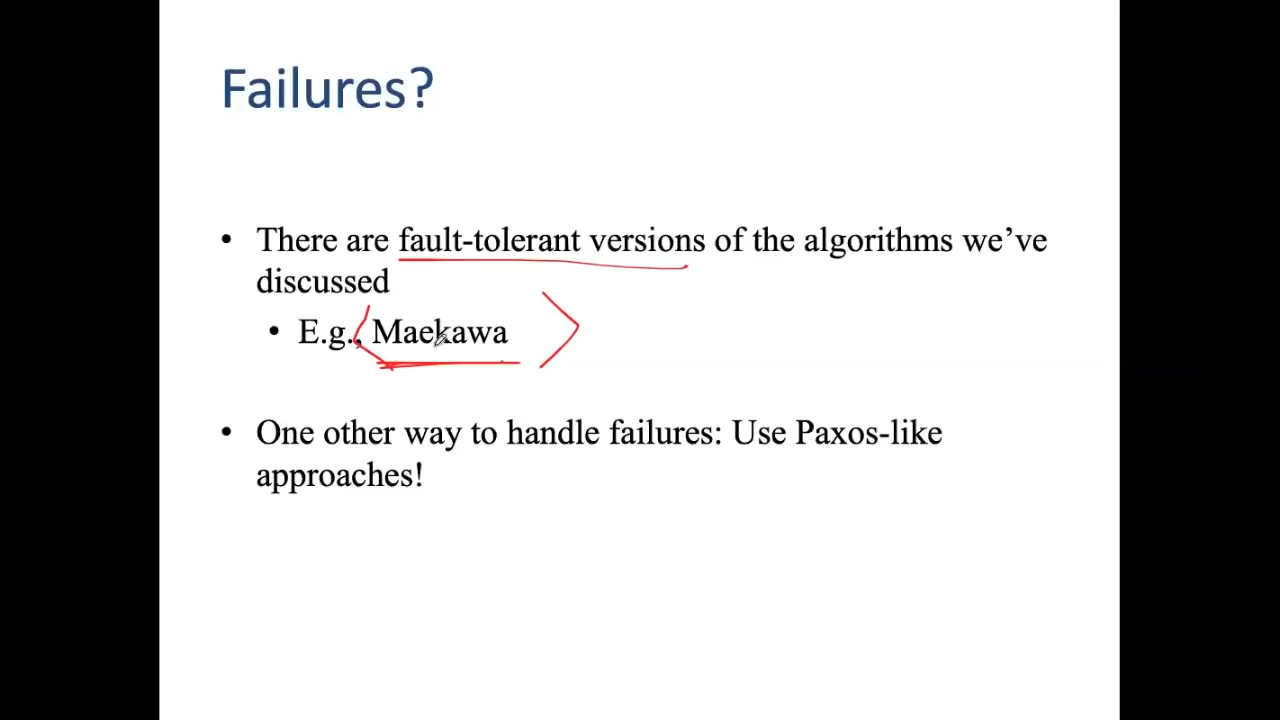 Failures?
• There are fault-tolerant versions of the algorithms we’ve
discussed
• E.g., Maekawa
• One other way to handle failures: Use Paxos-like
approaches!